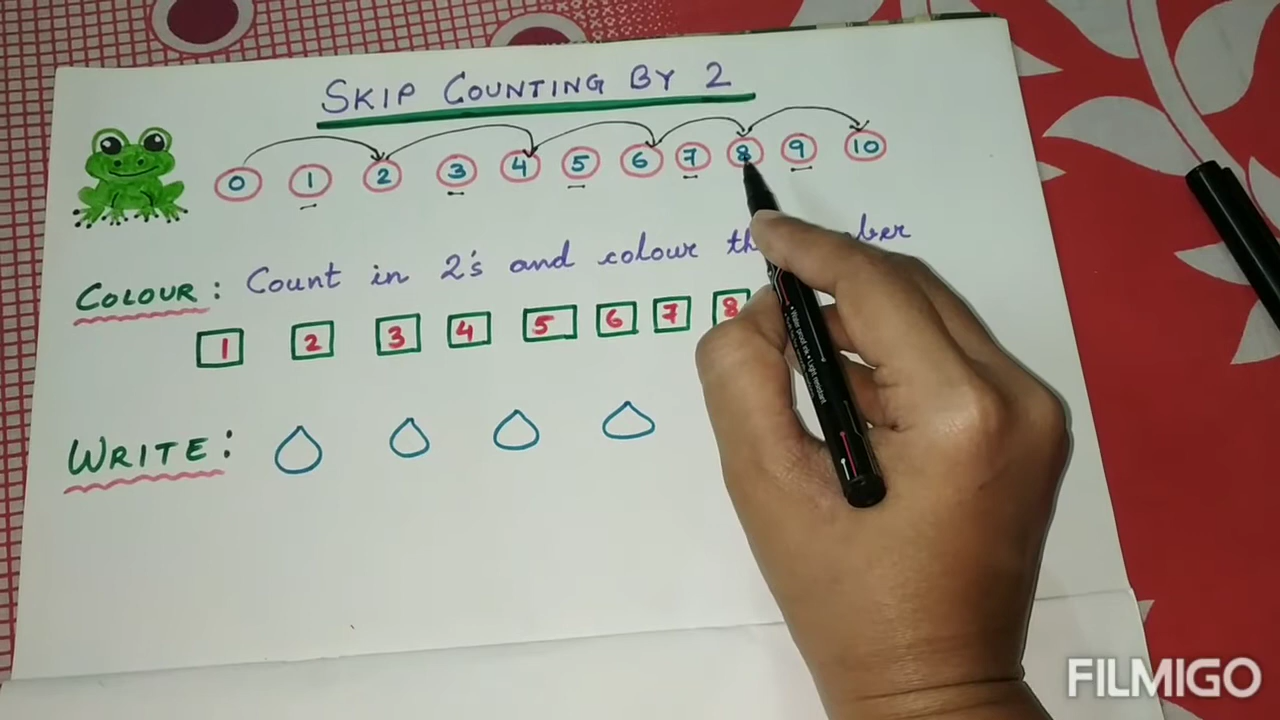 SKIP COUNTING BY 2
0 1 2 3 4 5 6 7 8 9 10
COLOUR: Count in 2's and colour
1 2 3 4 5 6 7 8
WRITE:
FILMIGO